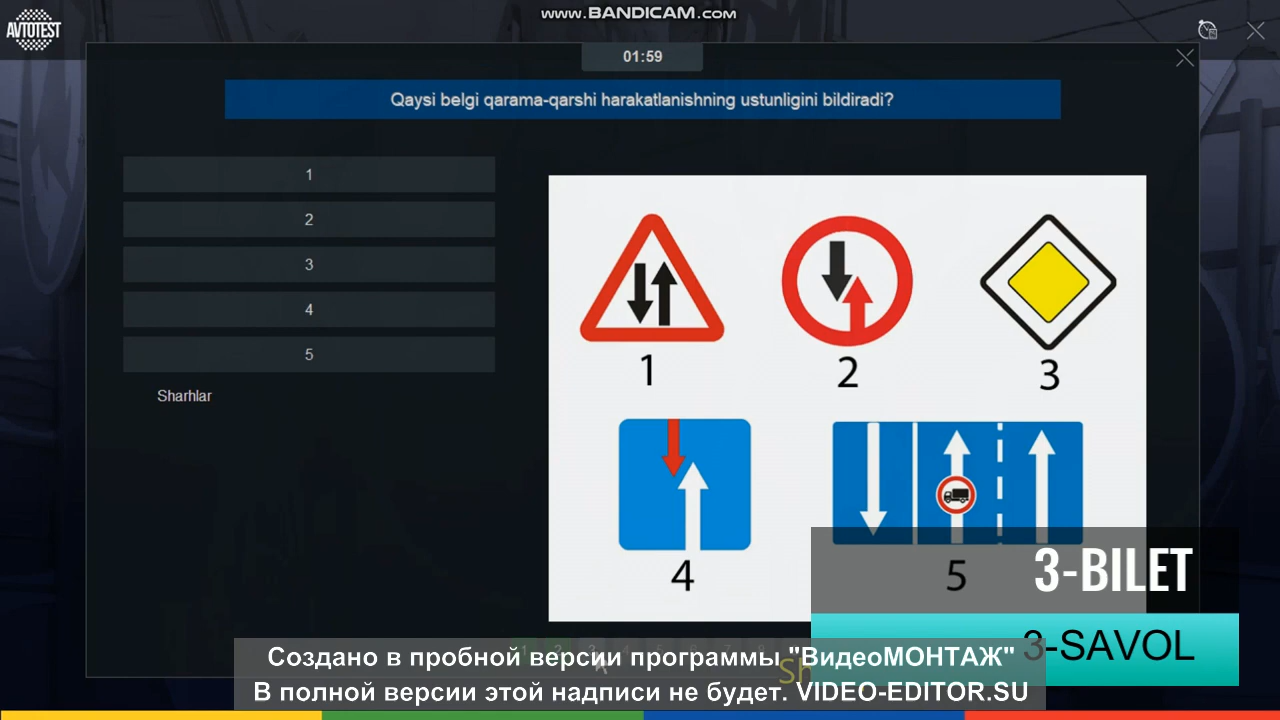 www.BANDICAM.com
AVTOTEST
01:59
Qaysi belgi qarama-qarshi harakatlanishning ustunligini bildiradi?
1
2
3
4
5
Sharhlar
1
2
3
4
5
3-BILET
3-SAVOL
Создано в пробной версии программы "ВидеоМОНТАЖ"
В полной версии этой надписи не будет. VIDEO-EDITOR.SU